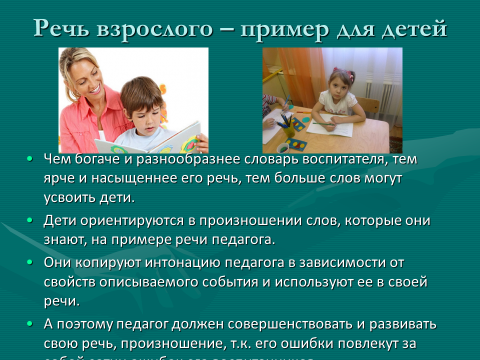 Речь взрослого – пример для детей
• Чем богаче и разнообразнее словарь воспитателя, тем
ярче и насыщеннее его речь, тем больше слов могут
усвоить дети.
• Дети ориентируются в произношении слов, которые они
знают, на примере речи педагога.
• Они копируют интонацию педагога в зависимости от
свойств описываемого события и используют ее в своей
речи.
• А поэтому педагог должен совершенствовать и развивать
свою речь, произношение, т.к. его ошибки повлекут за